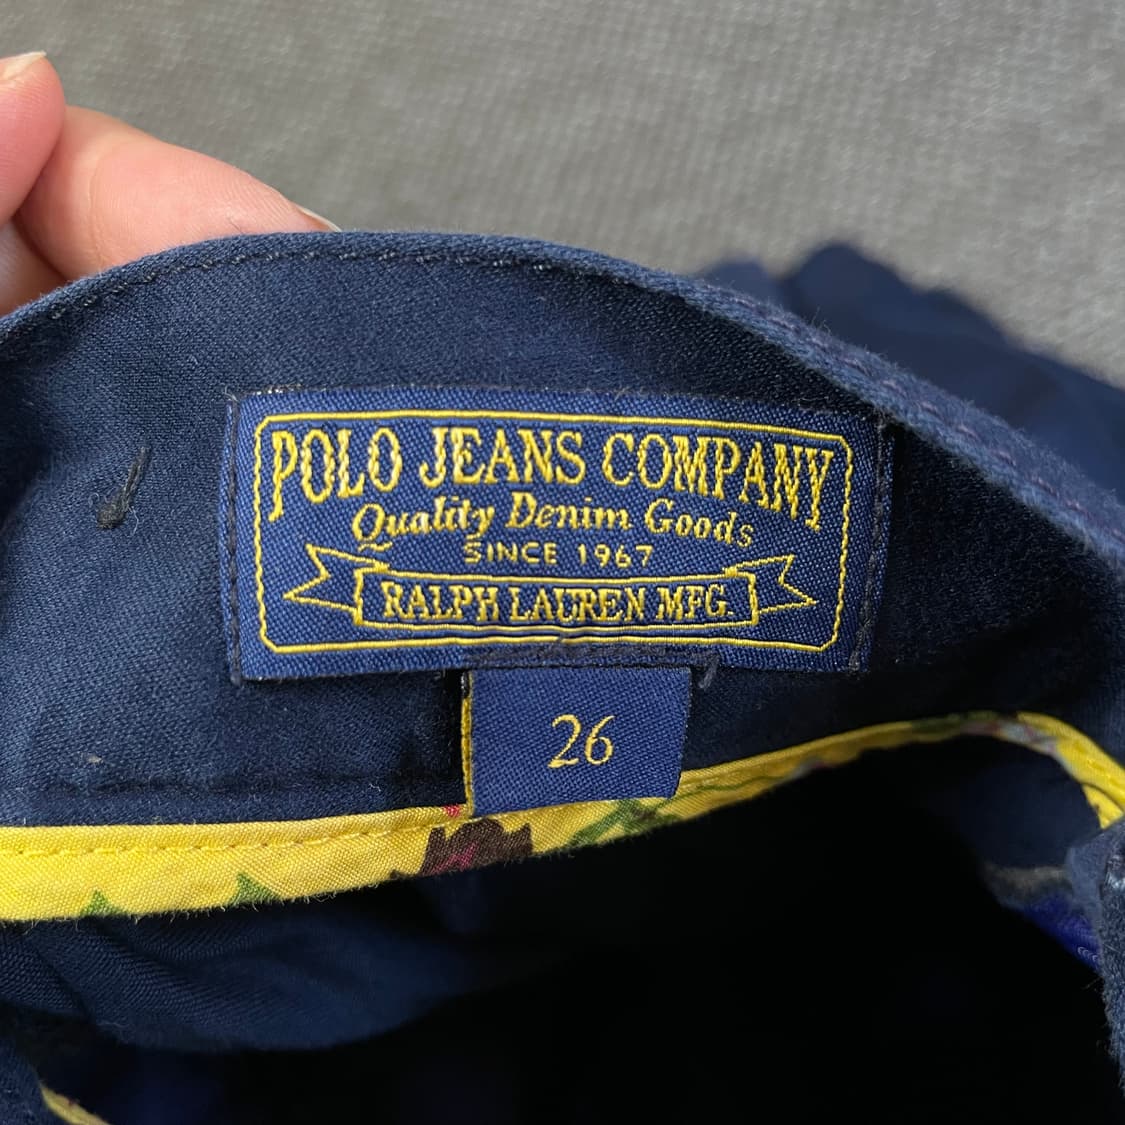 POLO JEANS COMPANY
Quality Denim Goods
SINCE 1967
RALPH LAUREN MFG.
26